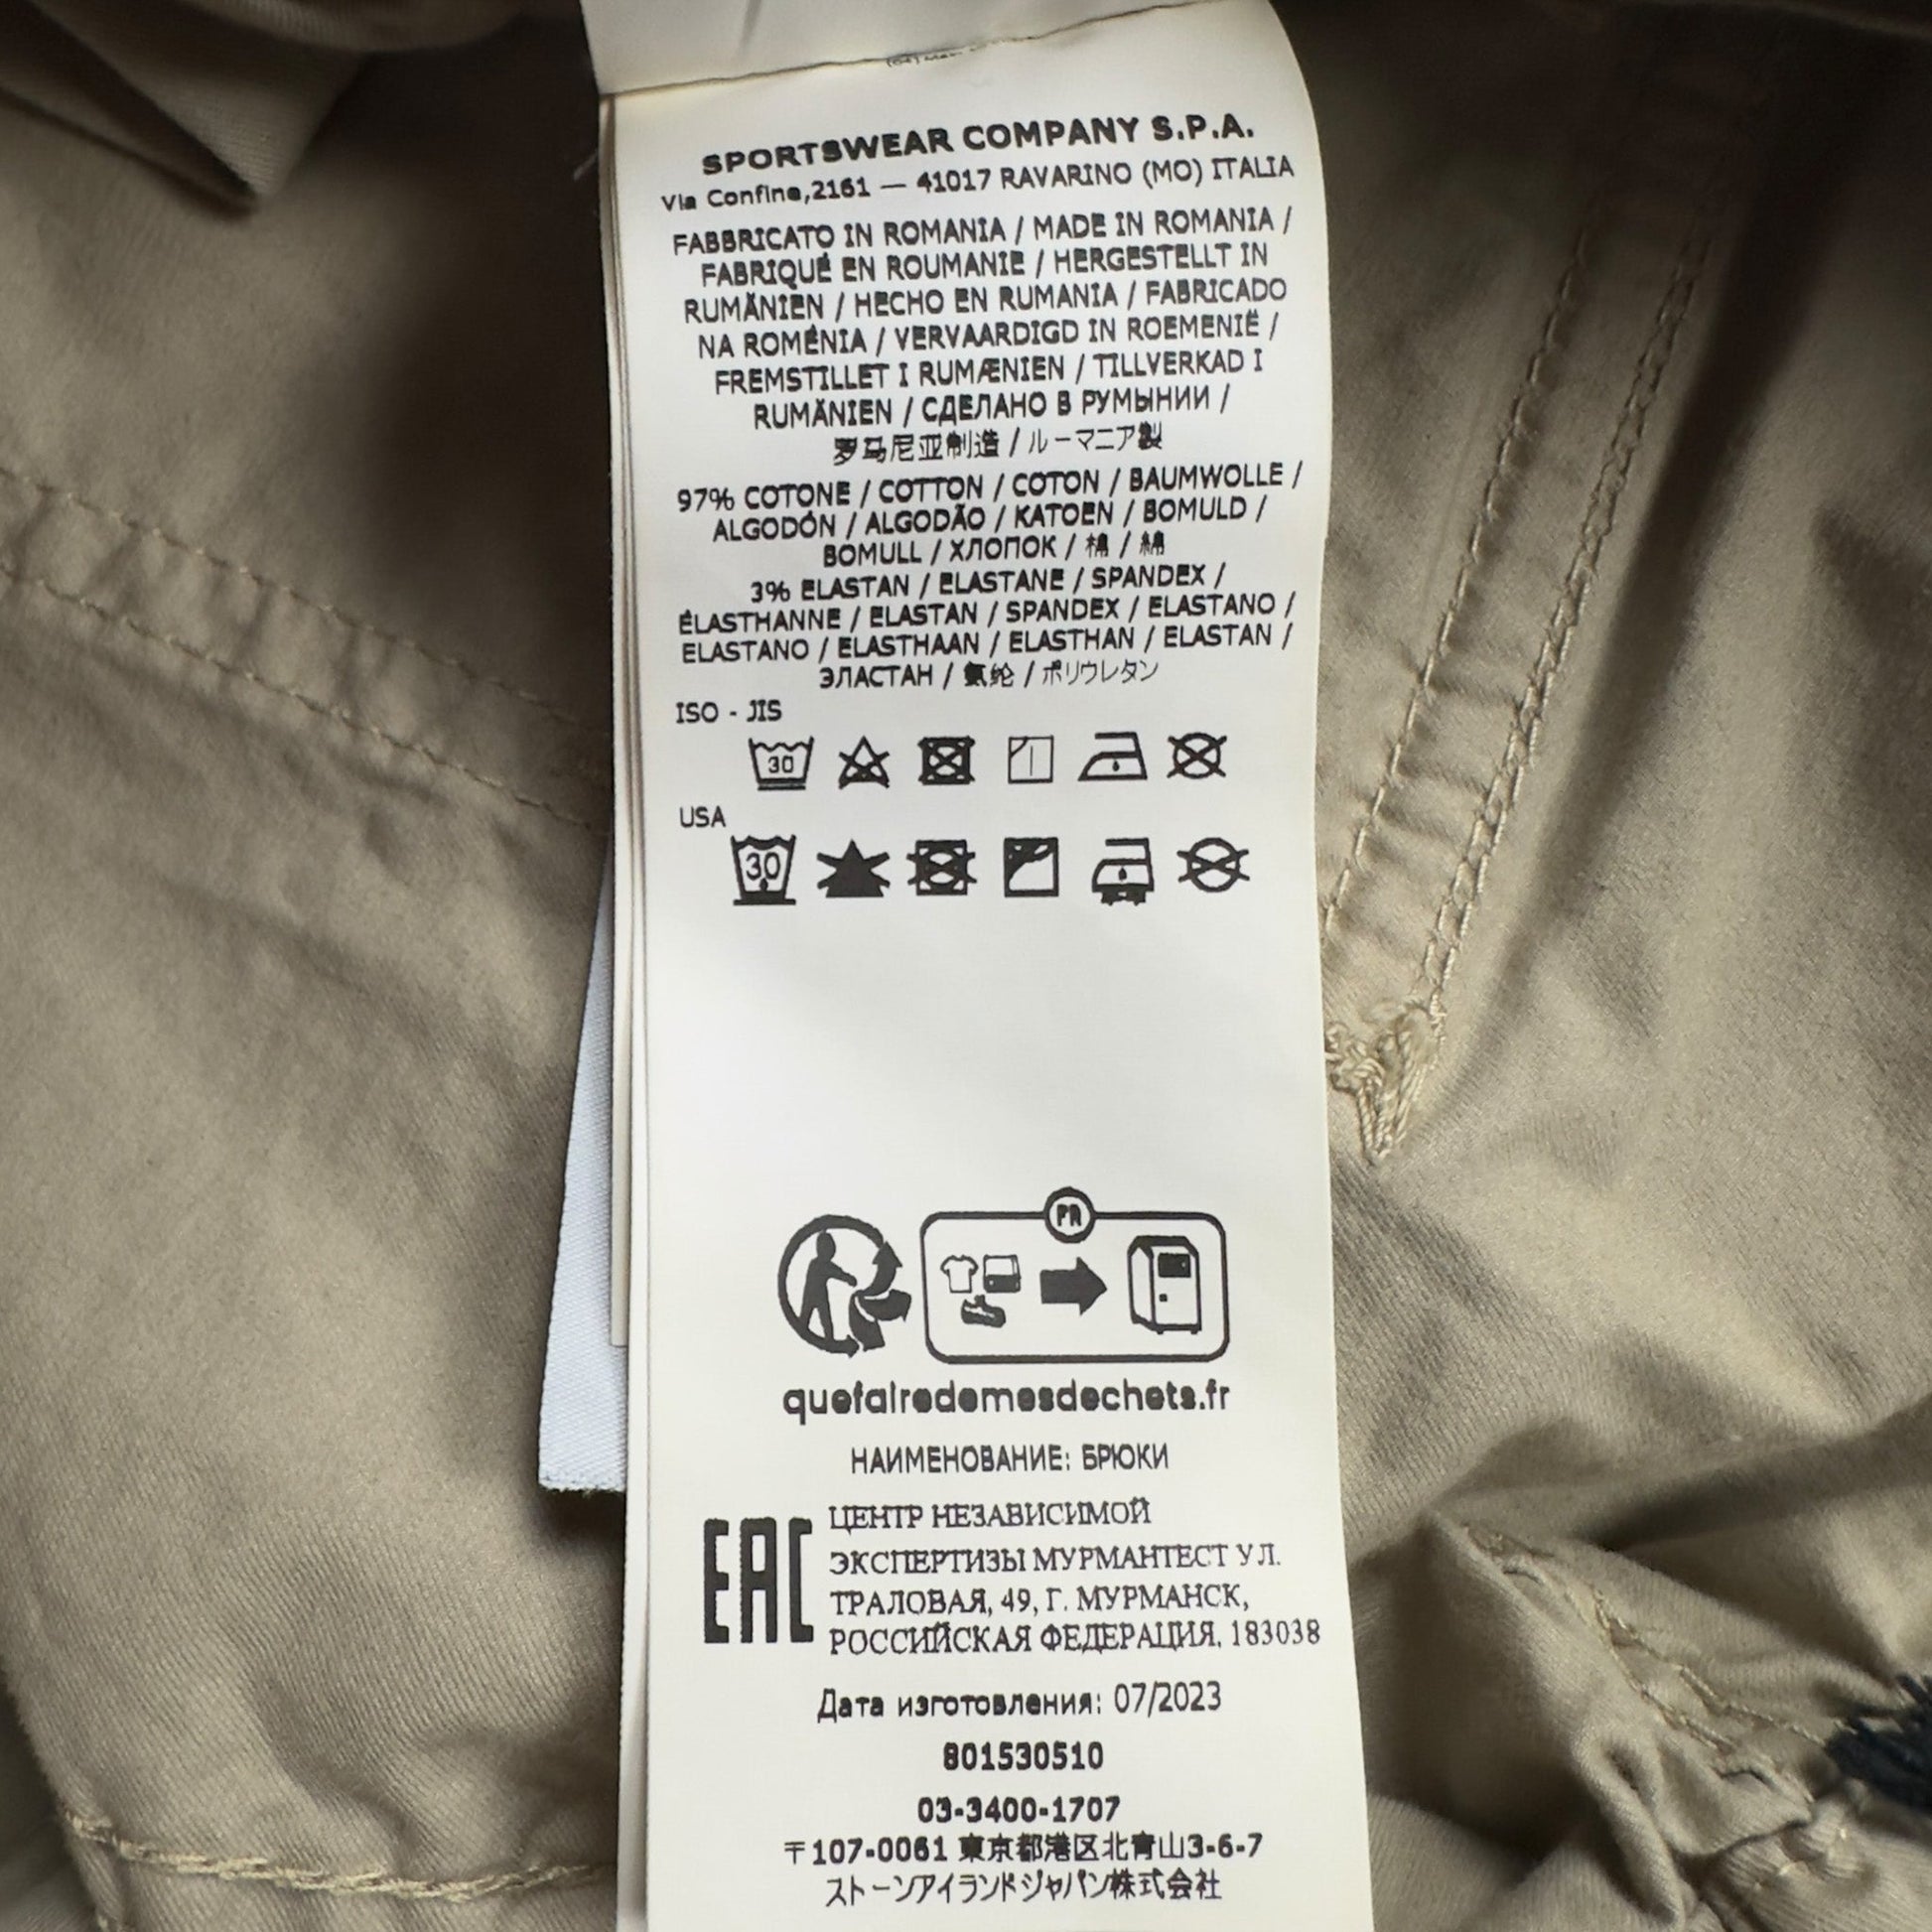 SPORTSWEAR COMPANY S.P.A.
Via Confine,2161 — 41017 RAVARINO (MO) ITALIA
FABBRICATO IN ROMANIA / MADE IN ROMANIA /
FABRIQUÉ EN ROUMANIE / HERGESTELLT IN
RUMÄNIEN / HECHO EN RUMANIA / FABRICADO
NA ROMÉNIA / VERVAARDIGD IN ROEMENIË /
FREMSTILLET I RUMÆNIEN / TILLVERKAD I
RUMÄNIEN / СДЕЛАНО В РУМЫНИИ /
罗马尼亚制造 / ルーマニア製
97% COTONE / COTTON / COTON / BAUMWOLLE /
ALGODÓN / ALGODÃO / KATOEN / BOMULD /
BOMULL / ХЛОПОК / 棉 / 綿
3% ELASTAN / ELASTANE / SPANDEX /
ÉLASTHANNE / ELASTAN / SPANDEX / ELASTANO /
ELASTANO / ELASTHAAN / ELASTHAN / ELASTAN /
ЭЛАСТАН / 氨纶 / ポリウレタン
ISO - JIS
30
USA
30
FR
quefairedemesdechets.fr
НАИМЕНОВАНИЕ: БРЮКИ
EAC
ЦЕНТР НЕЗАВИСИМОЙ
ЭКСПЕРТИЗЫ МУРМАНТЕСТ УЛ.
ТРАЛОВАЯ, 49, Г. МУРМАНСК,
РОССИЙСКАЯ ФЕДЕРАЦИЯ, 183038
Дата изготовления: 07/2023
801530510
03-3400-1707
〒107-0061 東京都港区北青山3-6-7
ストーンアイランドジャパン株式会社